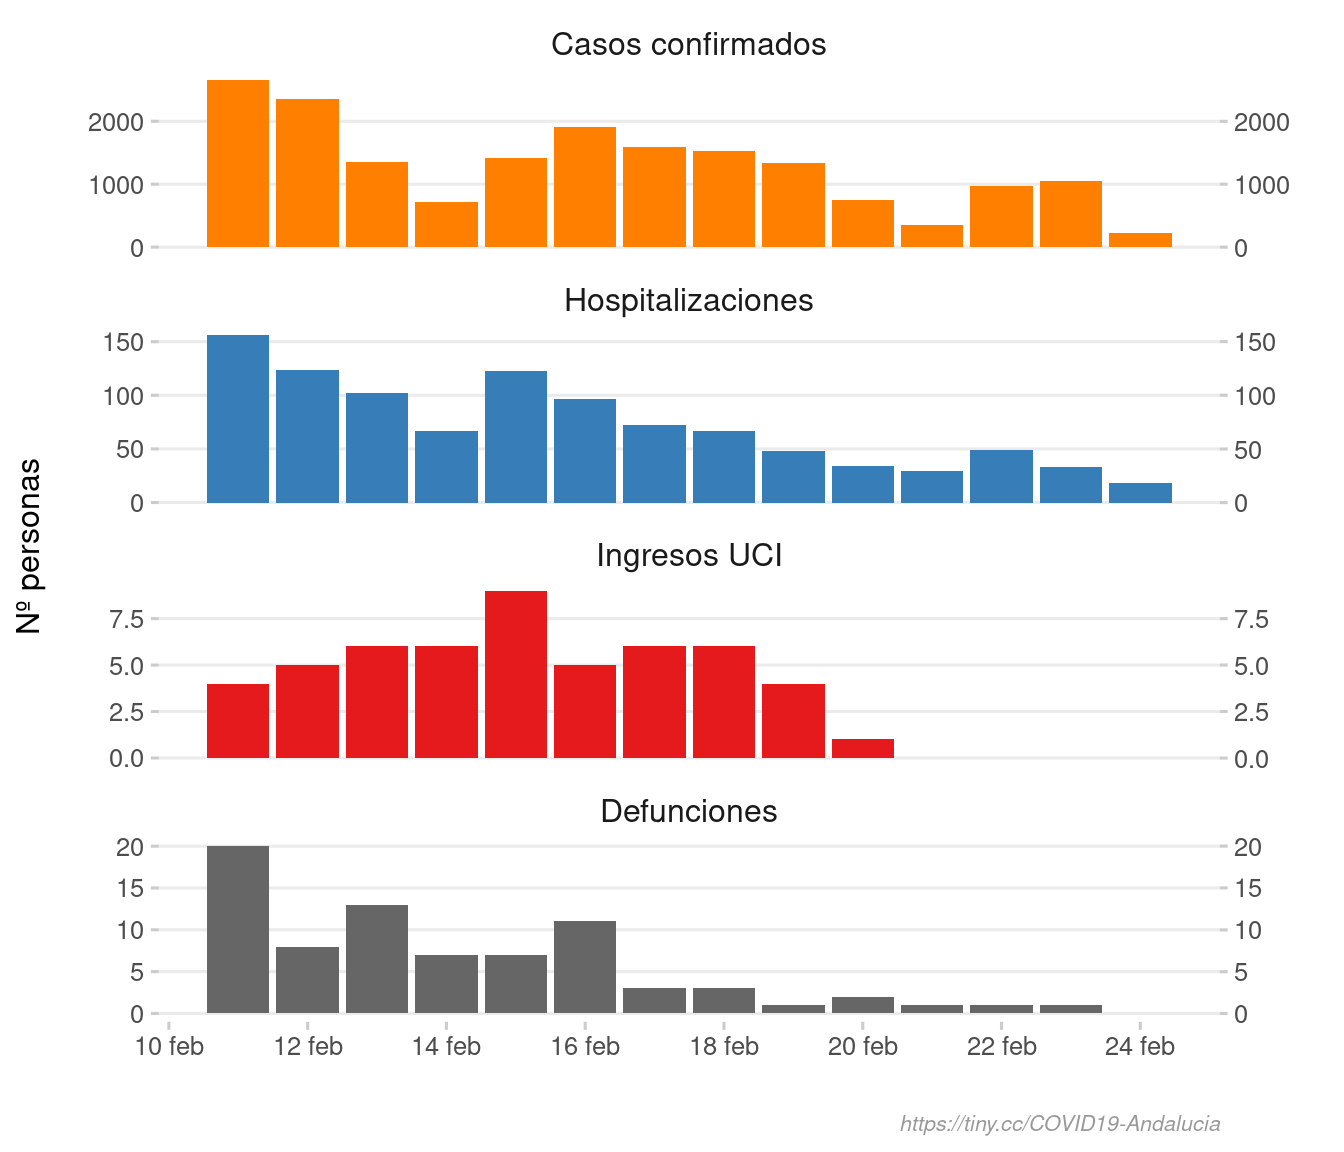 Casos confirmados
2000 2000
1000 1000
0 0
Hospitalizaciones
150 150
100 100
50 50
0 0
Nº personas
Ingresos UCI
7.5 7.5
5.0 5.0
2.5 2.5
0.0 0.0
Defunciones
20 20
15 15
10 10
5 5
0 0
10 feb 12 feb 14 feb 16 feb 18 feb 20 feb 22 feb 24 feb
https://tiny.cc/COVID19-Andalucia